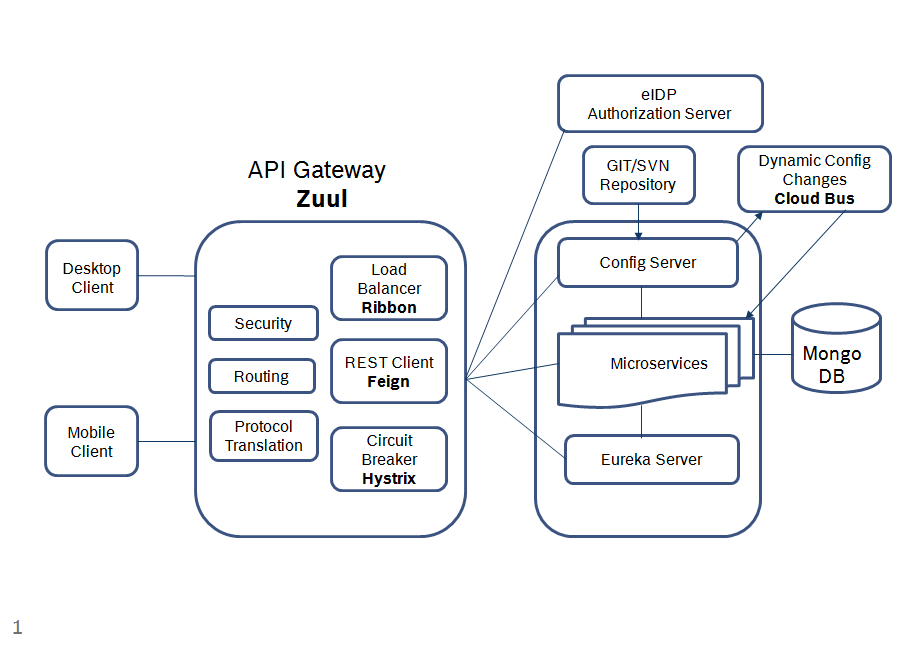 eIDP
Authorization Server
GIT/SVN
Repository
Dynamic Config
Changes
Cloud Bus
API Gateway
Zuul
Desktop
Client
Mobile
Client
Security
Routing
Protocol
Translation
Load
Balancer
Ribbon
REST Client
Feign
Circuit
Breaker
Hystrix
Config Server
Microservices
Eureka Server
Mongo
DB
1